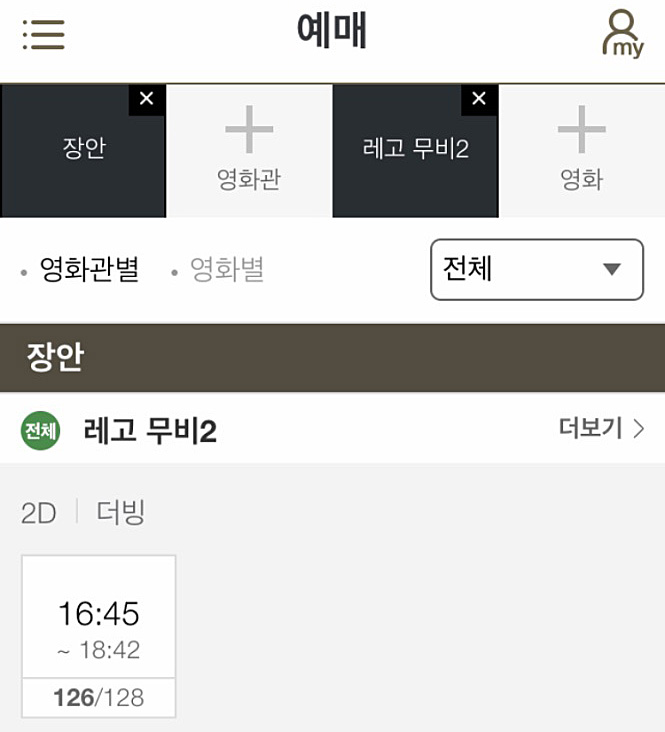 예매
my
장안
영화관
레고 무비2
영화
• 영화관별 • 영화별
전체
장안
전체 레고 무비2 더보기 >
2D | 더빙
16:45
~ 18:42
126/128